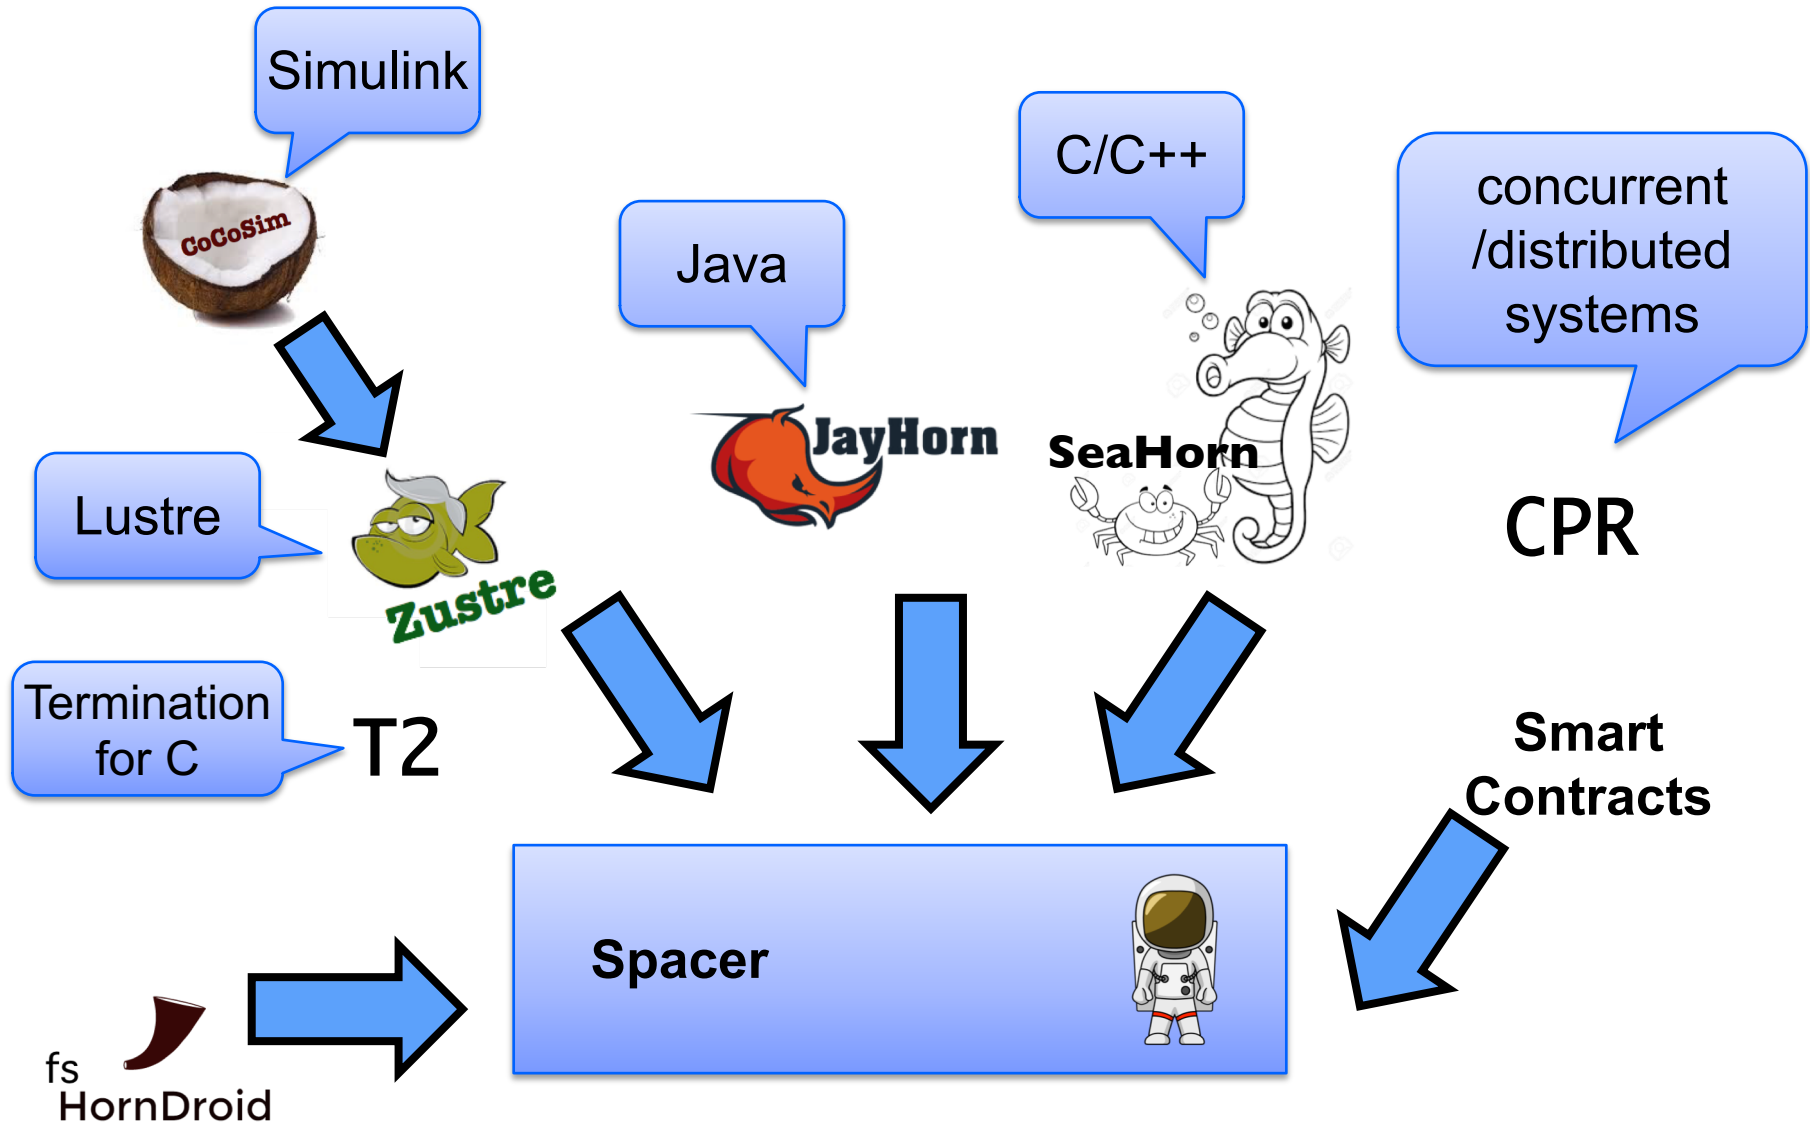 Simulink
CoCoSim
C/C++
concurrent
/distributed
systems
Java
JayHorn
SeaHorn
Lustre
CPR
Zustre
Termination
for C
T2
Smart
Contracts
Spacer
fs
HornDroid